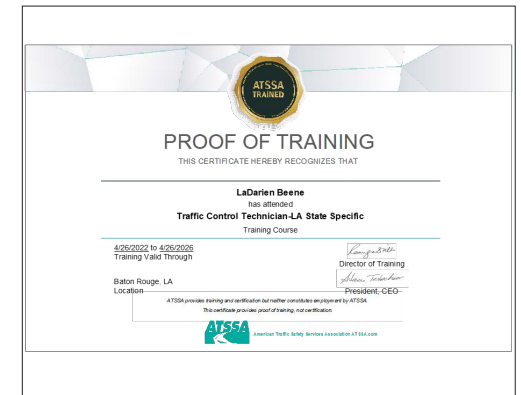 ATSSA
TRAINED
PROOF OF TRAINING
THIS CERTIFICATE HEREBY RECOGNIZES THAT
LaDarien Beene
has attended
Traffic Control Technician-LA State Specific
Training Course
4/26/2022 to 4/26/2026
Training Valid Through
Director of Training
Baton Rouge, LA
Location
President, CEO
ATSSA provides training and certification but neither constitutes employment by ATSSA.
This certificate provides proof of training, not certification.
ATSSA
American Traffic Safety Services Association ATSSA.com